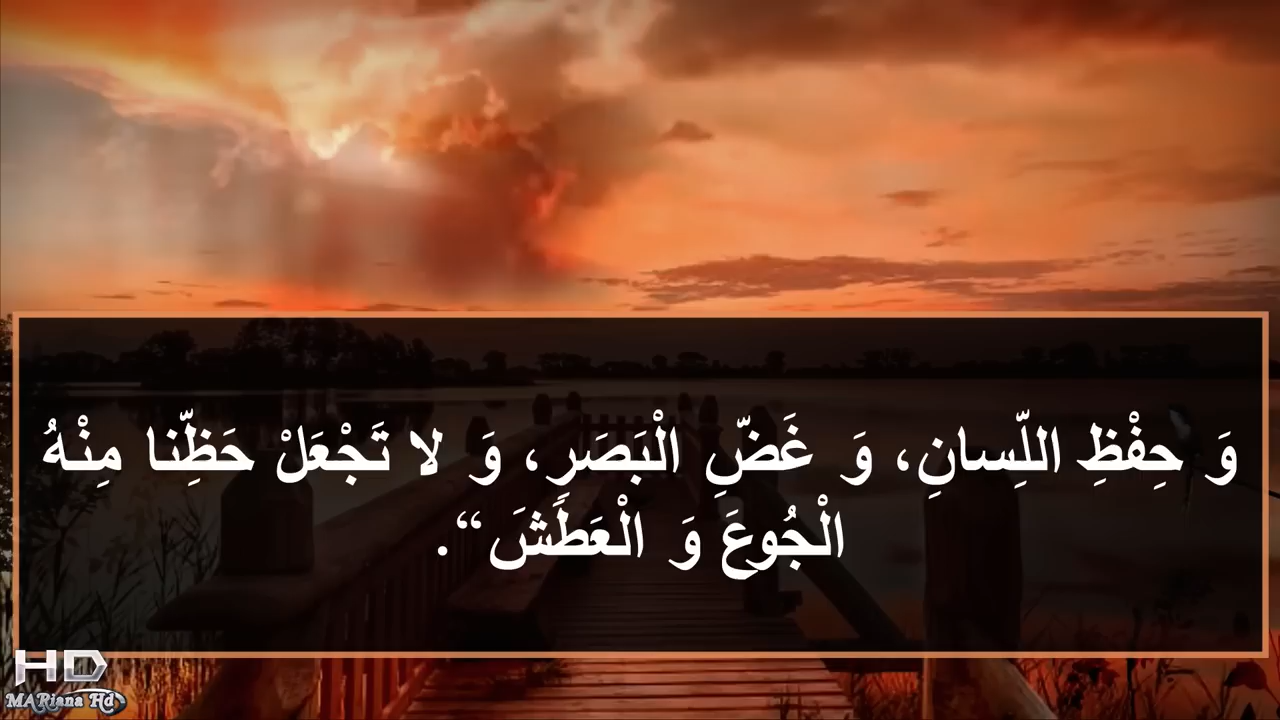 وَ حِفْظِ اللِّسانِ، وَ غَضِّ الْبَصَرِ، وَ لا تَجْعَلْ حَظِّنا مِنْهُ
الْجُوعَ وَ الْعَطَشَ“.
HD
MARiana Hd